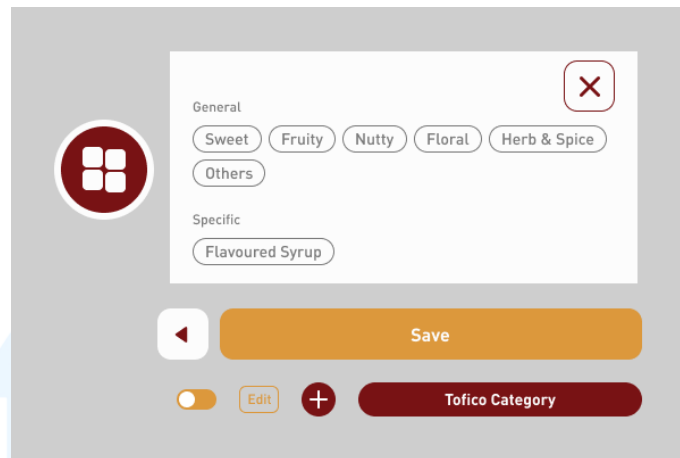 General
Sweet Fruity Nutty Floral Herb & Spice
Others
Specific
Flavoured Syrup
Save
Edit Tofico Category